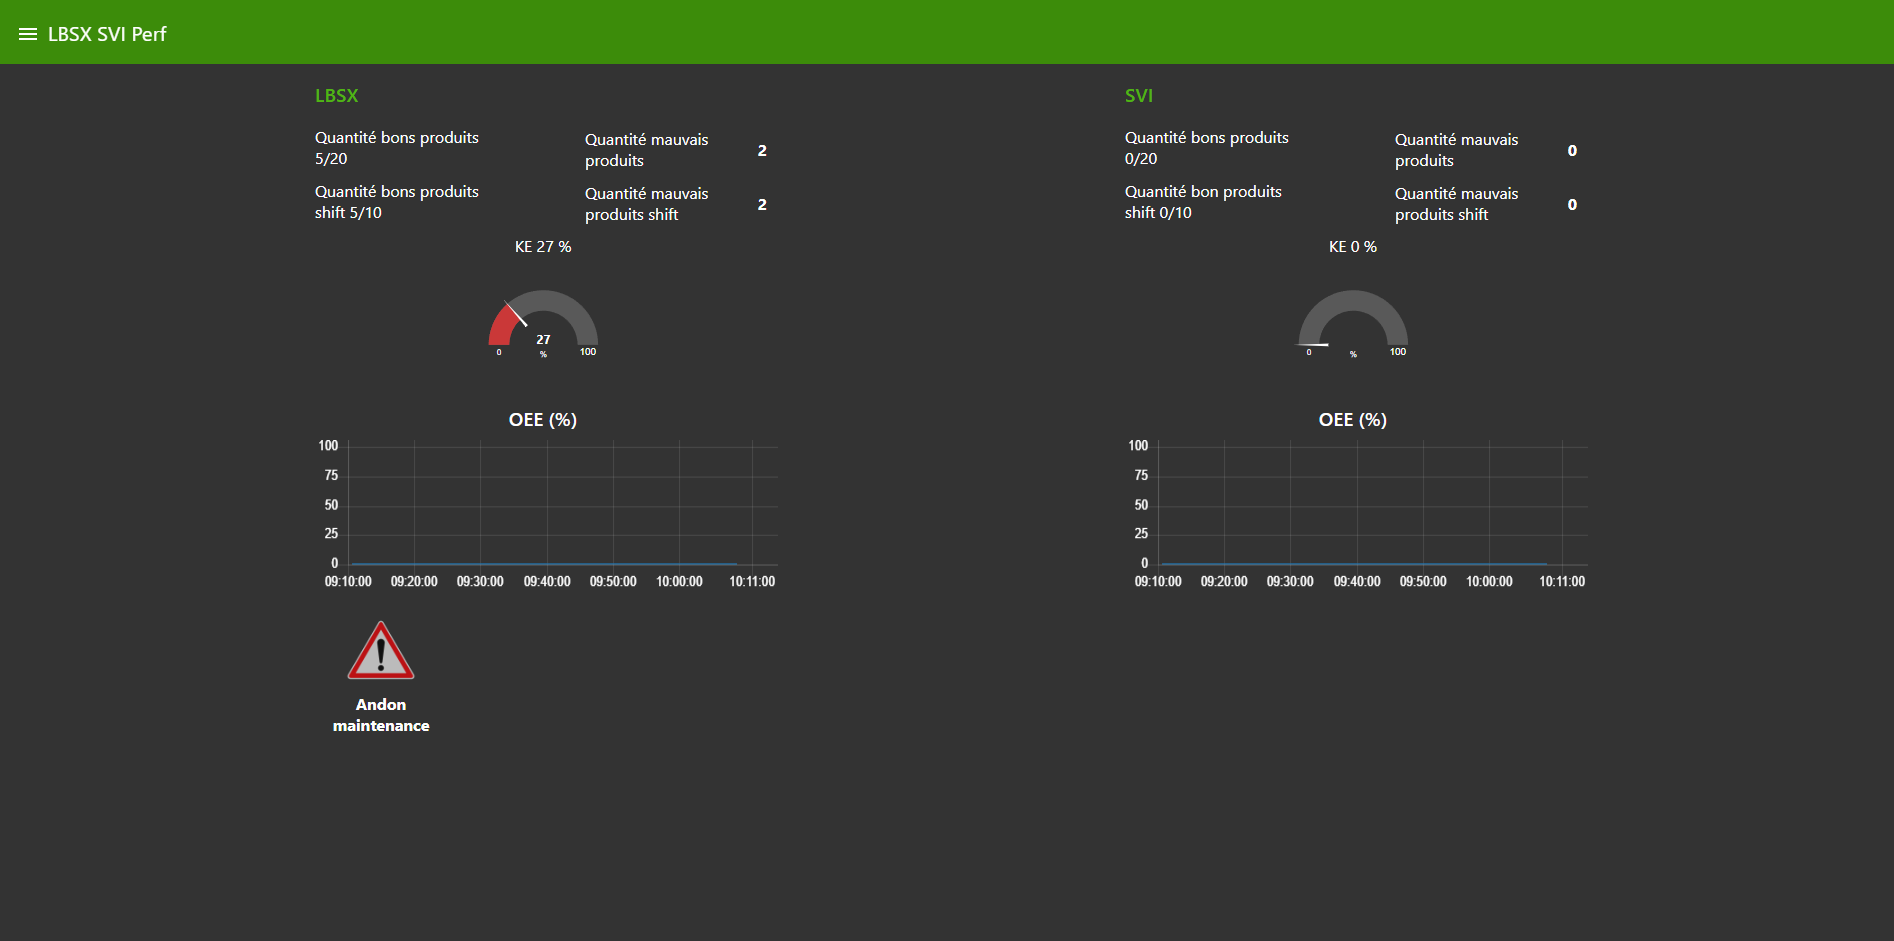 LBSX SVI Perf
LBSX
Quantité bons produits
5/20
Quantité mauvais
produits
2
Quantité bons produits
shift 5/10
Quantité mauvais
produits shift
2
KE 27 %
27
0
%
100
OEE (%)
100
75
50
25
0
09:10:00 09:20:00 09:30:00 09:40:00 09:50:00 10:00:00 10:11:00
Andon
maintenance
SVI
Quantité bons produits
0/20
Quantité mauvais
produits
0
Quantité bon produits
shift 0/10
Quantité mauvais
produits shift
0
KE 0 %
0
%
100
OEE (%)
100
75
50
25
0
09:10:00 09:20:00 09:30:00 09:40:00 09:50:00 10:00:00 10:11:00